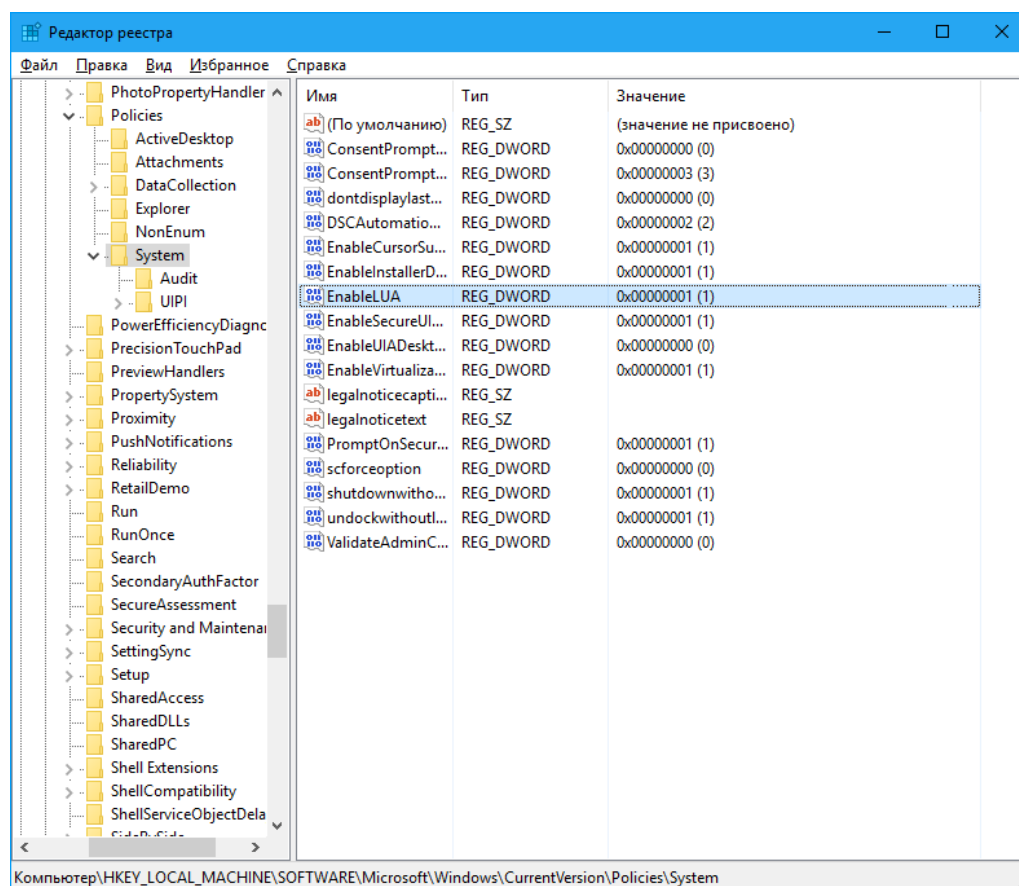 Редактор реестра
Файл Правка Вид Избранное Справка
PhotoPropertyHandler
Policies
ActiveDesktop
Attachments
DataCollection
Explorer
NonEnum
System
Audit
UIPI
PowerEfficiencyDiagnc
PrecisionTouchPad
PreviewHandlers
PropertySystem
Proximity
PushNotifications
Reliability
RetailDemo
Run
RunOnce
Search
SecondaryAuthFactor
SecureAssessment
Security and Maintenai
SettingSync
Setup
SharedAccess
SharedDLLs
SharedPC
Shell Extensions
ShellCompatibility
ShellServiceObjectDela
SideBySide
Имя Тип Значение
(По умолчанию) REG_SZ (значение не присвоено)
ConsentPrompt... REG_DWORD 0x00000000 (0)
ConsentPrompt... REG_DWORD 0x00000003 (3)
dontdisplaylast... REG_DWORD 0x00000000 (0)
DSCAutomatio... REG_DWORD 0x00000002 (2)
EnableCursorSu... REG_DWORD 0x00000001 (1)
EnableInstallerD... REG_DWORD 0x00000001 (1)
EnableLUA REG_DWORD 0x00000001 (1)
EnableSecureUI... REG_DWORD 0x00000001 (1)
EnableUIADeskt... REG_DWORD 0x00000000 (0)
EnableVirtualiza... REG_DWORD 0x00000001 (1)
legalnoticecapti... REG_SZ
legalnoticetext REG_SZ
PromptOnSecur... REG_DWORD 0x00000001 (1)
scforceoption REG_DWORD 0x00000000 (0)
shutdownwitho... REG_DWORD 0x00000001 (1)
undockwithoutl... REG_DWORD 0x00000001 (1)
ValidateAdminC... REG_DWORD 0x00000000 (0)
Компьютер\HKEY_LOCAL_MACHINE\SOFTWARE\Microsoft\Windows\CurrentVersion\Policies\System